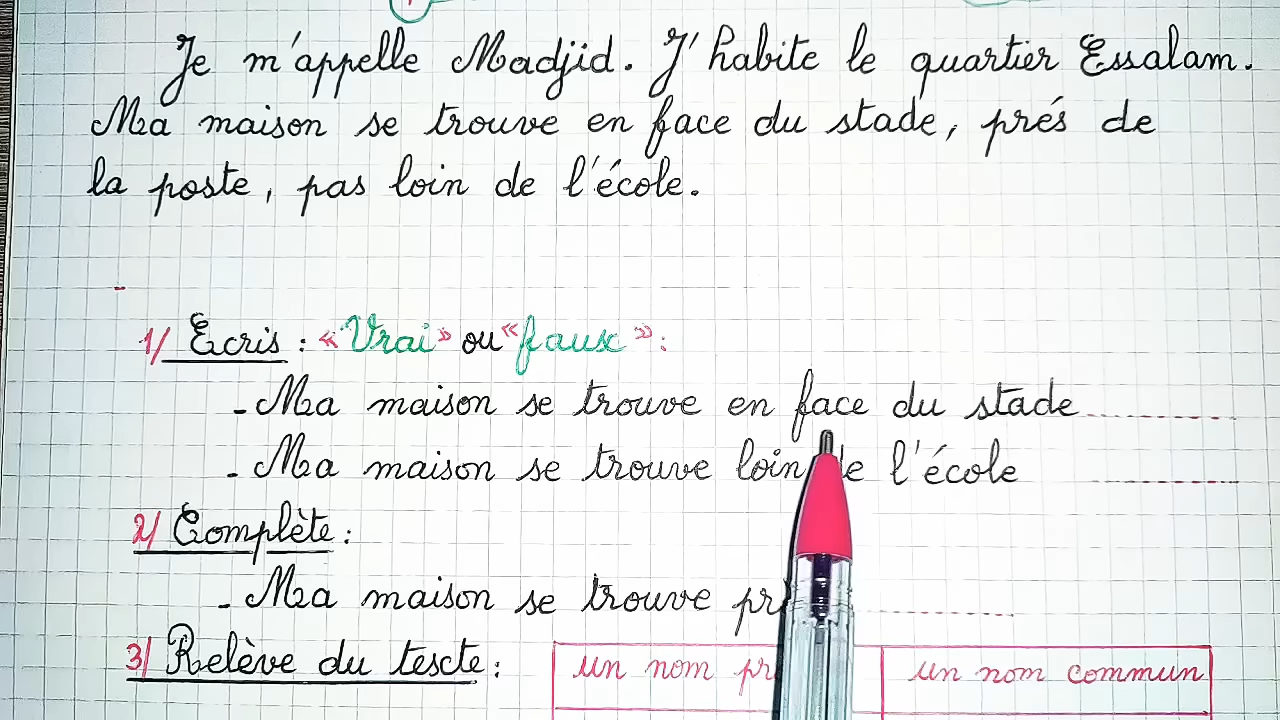 Je m'appelle Madjid. J'habite le quartier Essalam.
Ma maison se trouve en face du stade, prés de
la poste, pas loin de l'école.
1/ Ecris : « Vrai » ou « faux » :
- Ma maison se trouve en face du stade ..........
- Ma maison se trouve loin de l'école ..........
2/ Complète :
- Ma maison se trouve ..........
3/ Relève du texte :
un nom
un nom commun